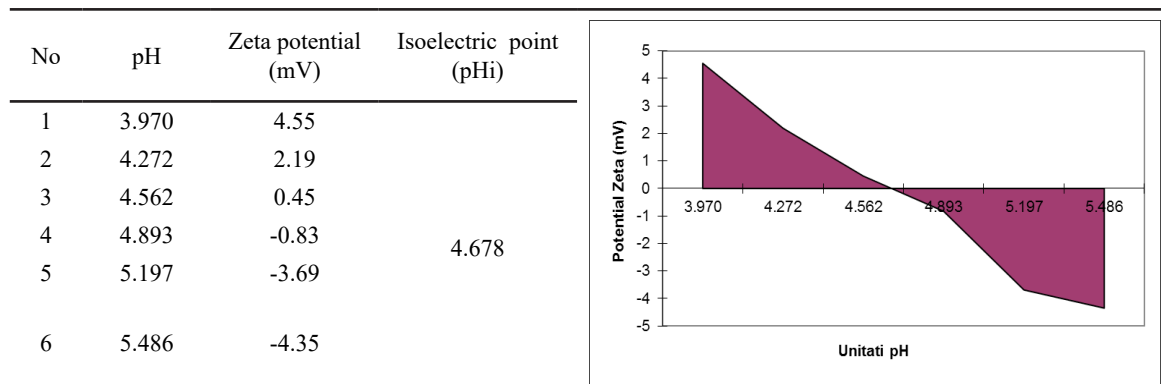 No pH Zeta potential (mV) Isoelectric point (pHi)
1 3.970 4.55
2 4.272 2.19
3 4.562 0.45
4 4.893 -0.83
4.678
5 5.197 -3.69
6 5.486 -4.35
Potential Zeta (mV)
5
4
3
2
1
0
-1
-2
-3
-4
-5
3.970 4.272 4.562 4.893 5.197 5.486
Unitati pH